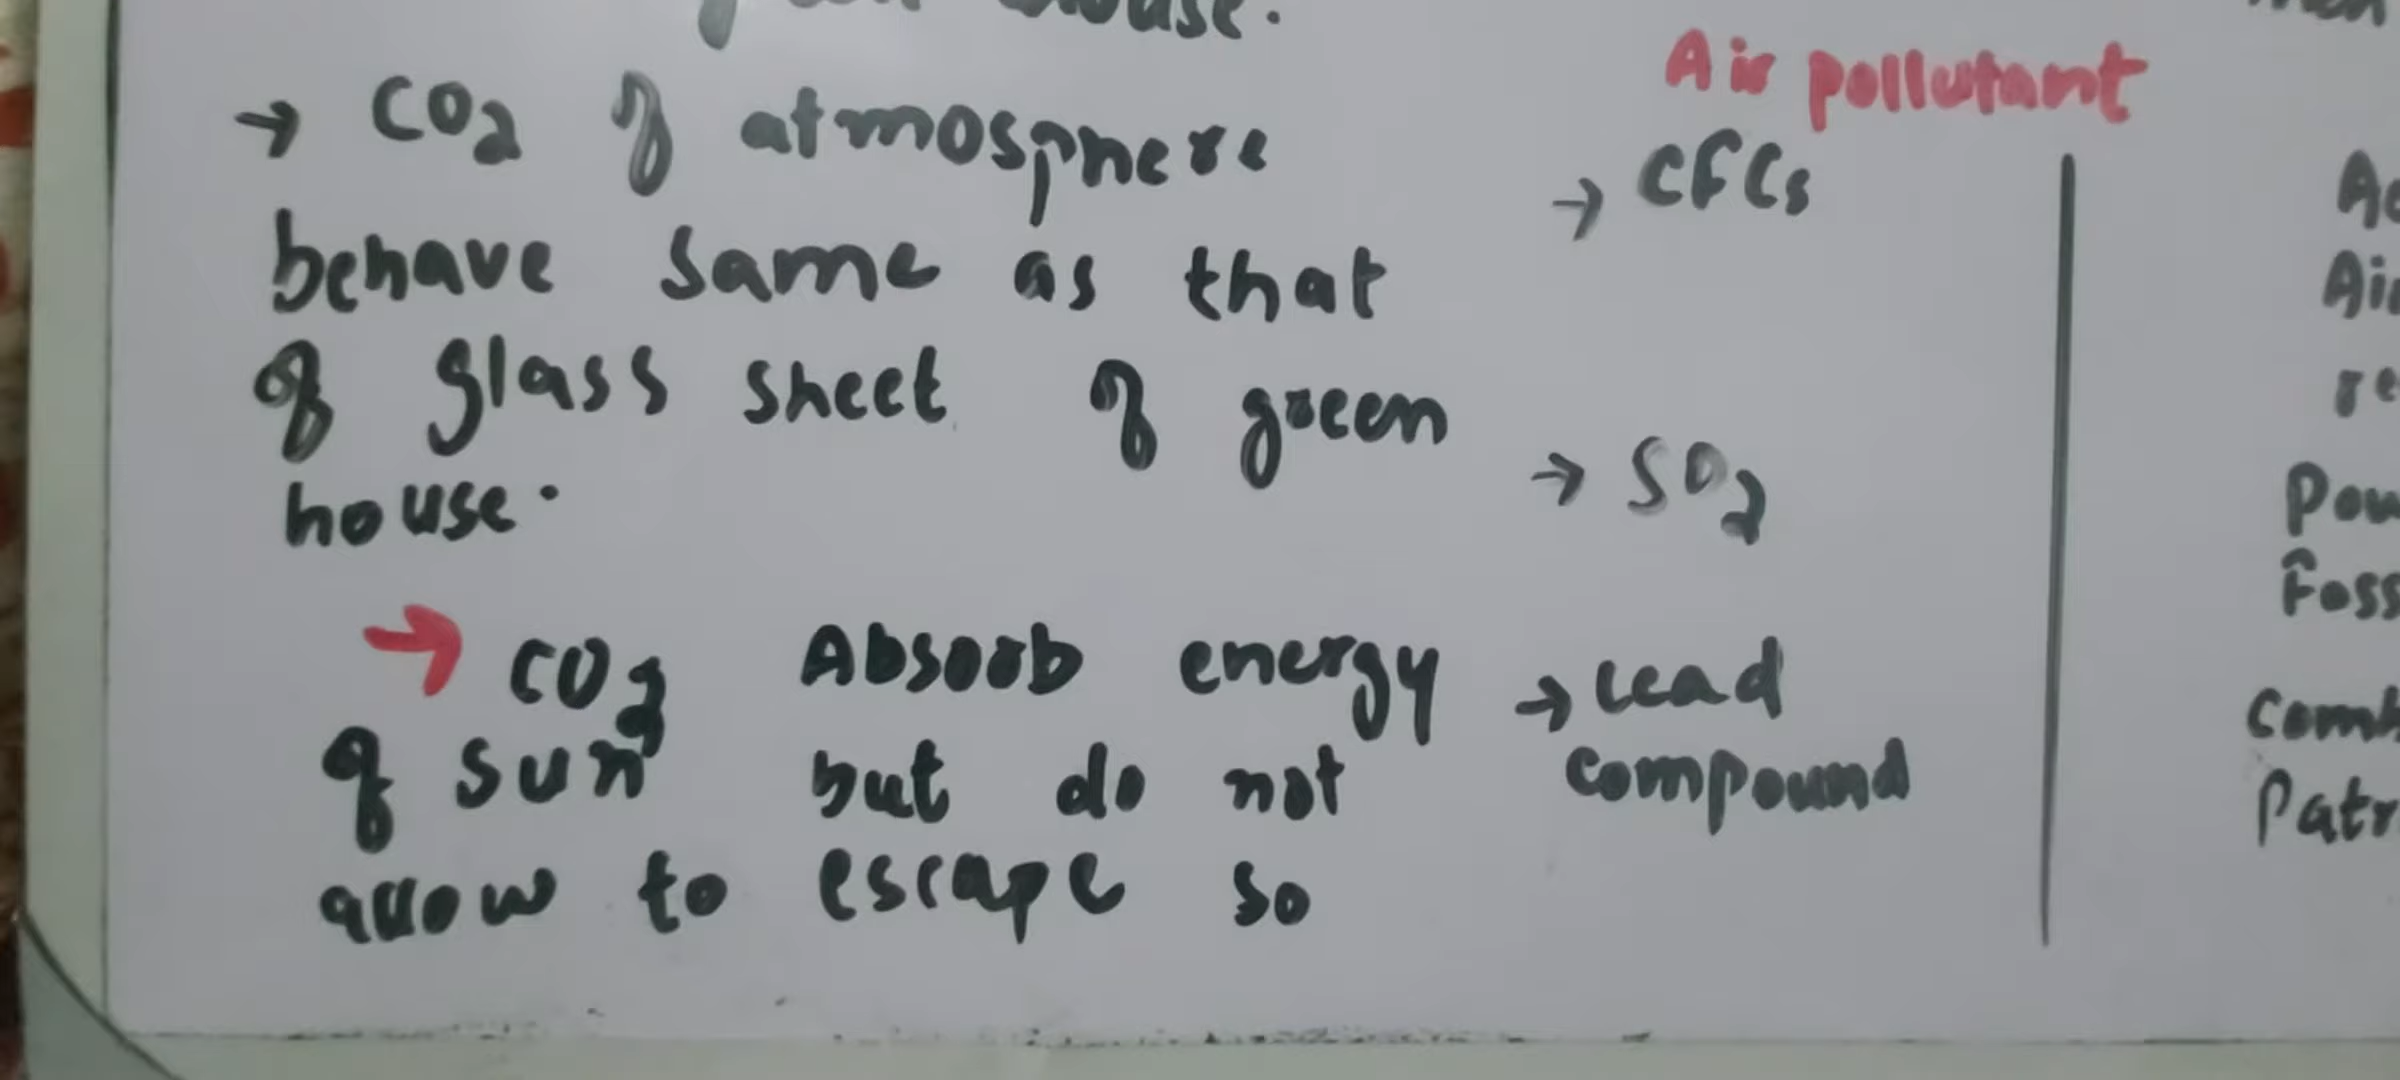 house.
→ CO2 of atmosphere
behave same as that
of glass sheet of green
house.
→ CO2 Absorb energy
of sun but do not
allow to escape so
Air pollutant
→ CFCs
→ SO2
→ Lead
compound